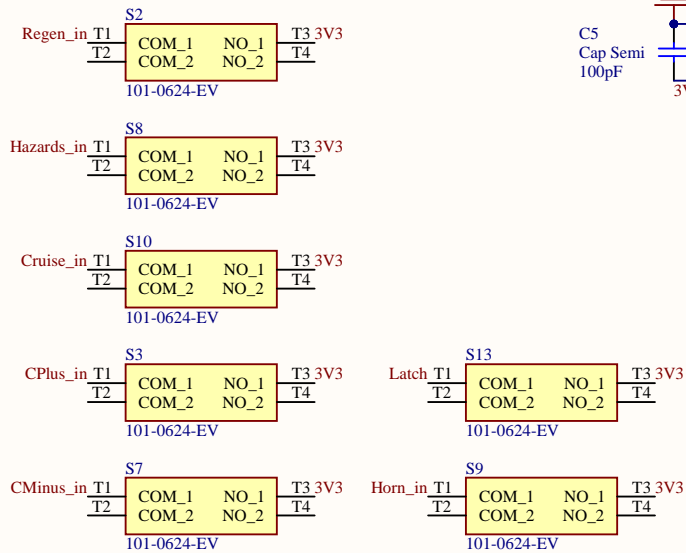 S2
Regen_in T1 COM_1 NO_1 T3 3V3
T2 COM_2 NO_2 T4
101-0624-EV
C5
Cap Semi
100pF
S8
Hazards_in T1 COM_1 NO_1 T3 3V3
T2 COM_2 NO_2 T4
101-0624-EV
S10
Cruise_in T1 COM_1 NO_1 T3 3V3
T2 COM_2 NO_2 T4
101-0624-EV
S3
CPlus_in T1 COM_1 NO_1 T3 3V3
T2 COM_2 NO_2 T4
101-0624-EV
S13
Latch T1 COM_1 NO_1 T3 3V3
T2 COM_2 NO_2 T4
101-0624-EV
S7
CMinus_in T1 COM_1 NO_1 T3 3V3
T2 COM_2 NO_2 T4
101-0624-EV
S9
Horn_in T1 COM_1 NO_1 T3 3V3
T2 COM_2 NO_2 T4
101-0624-EV